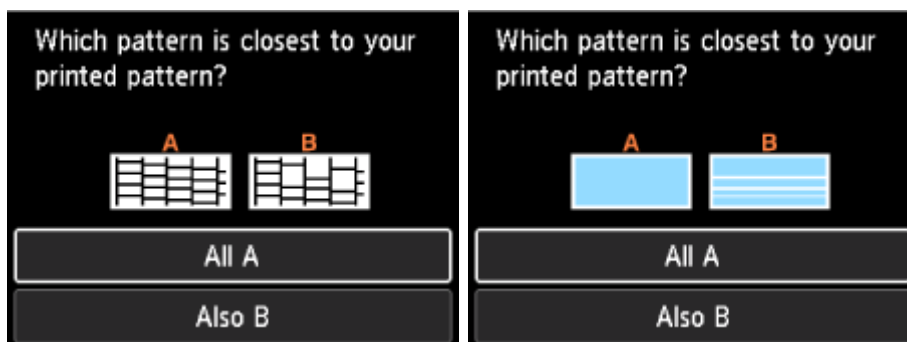 Which pattern is closest to your
printed pattern?
A B
All A
Also B
Which pattern is closest to your
printed pattern?
A B
All A
Also B